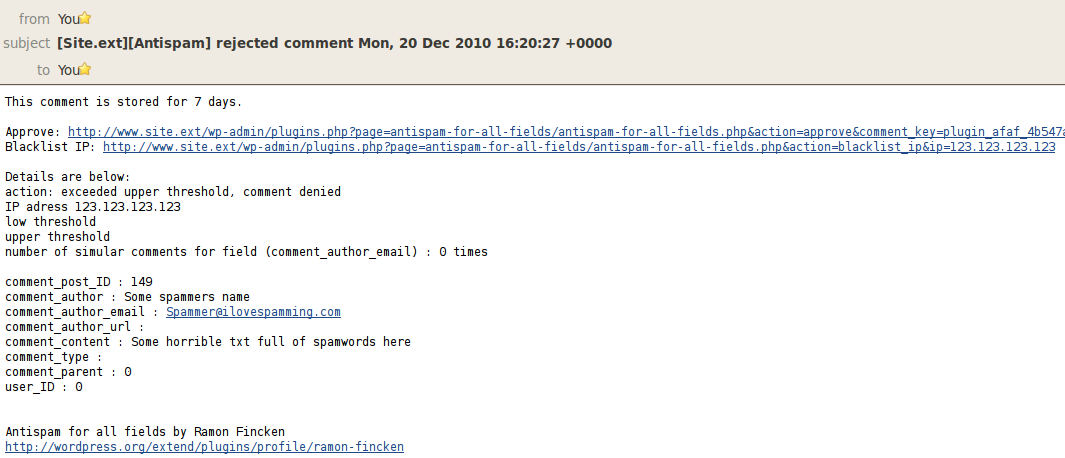 from You
subject [Site.ext][Antispam] rejected comment Mon, 20 Dec 2010 16:20:27 +0000
to You
This comment is stored for 7 days.
Approve: http://www.site.ext/wp-admin/plugins.php?page=antispam-for-all-fields/antispam-for-all-fields.php&action=approve&comment_key=plugin_afaf_4b547a
Blacklist IP: http://www.site.ext/wp-admin/plugins.php?page=antispam-for-all-fields/antispam-for-all-fields.php&action=blacklist_ip&ip=123.123.123.123
Details are below:
action: exceeded upper threshold, comment denied
IP adress 123.123.123.123
low threshold
upper threshold
number of simular comments for field (comment_author_email) : 0 times
comment_post_ID : 149
comment_author : Some spammers name
comment_author_email : Spammer@ilovespamming.com
comment_author_url :
comment_content : Some horrible txt full of spamwords here
comment_type :
comment_parent : 0
user_ID : 0
Antispam for all fields by Ramon Fincken
http://wordpress.org/extend/plugins/profile/ramon-fincken